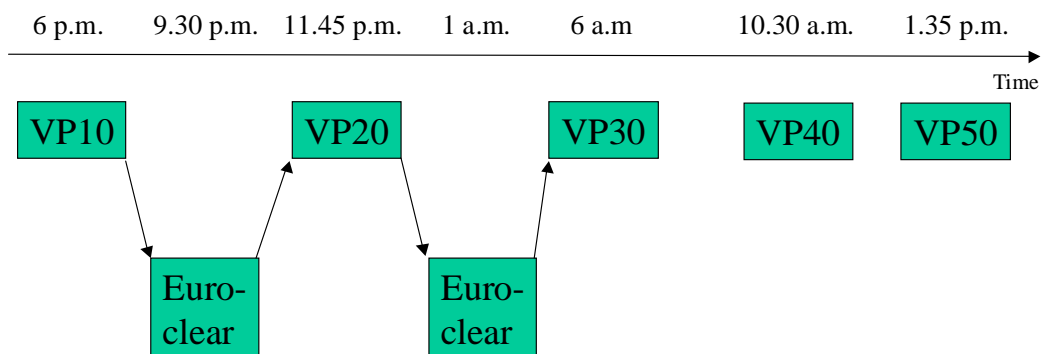 6 p.m. 9.30 p.m. 11.45 p.m. 1 a.m. 6 a.m 10.30 a.m. 1.35 p.m.
Time
VP10 VP20 VP30 VP40 VP50
Euro- Euro-
clear clear